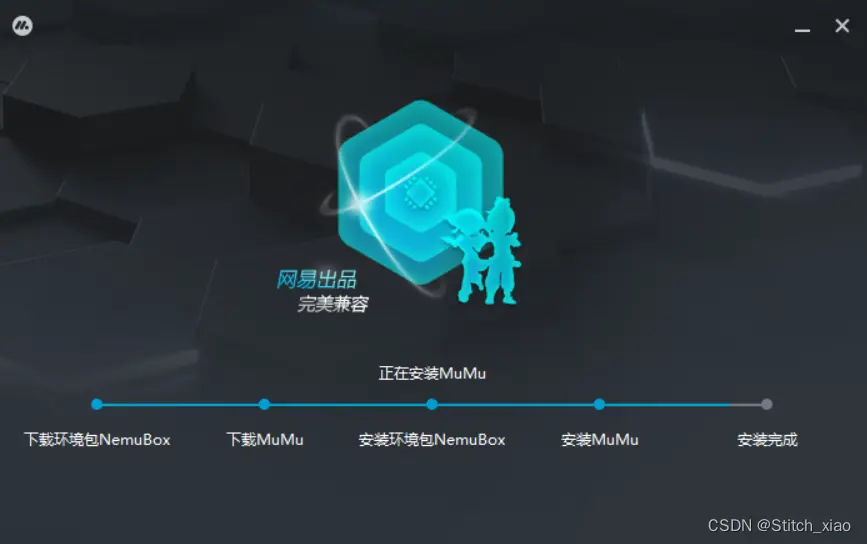 网易出品
完美兼容
正在安装MuMu
下载环境包NemuBox
下载MuMu
安装环境包NemuBox
安装MuMu
安装完成
CSDN @Stitch_xiao